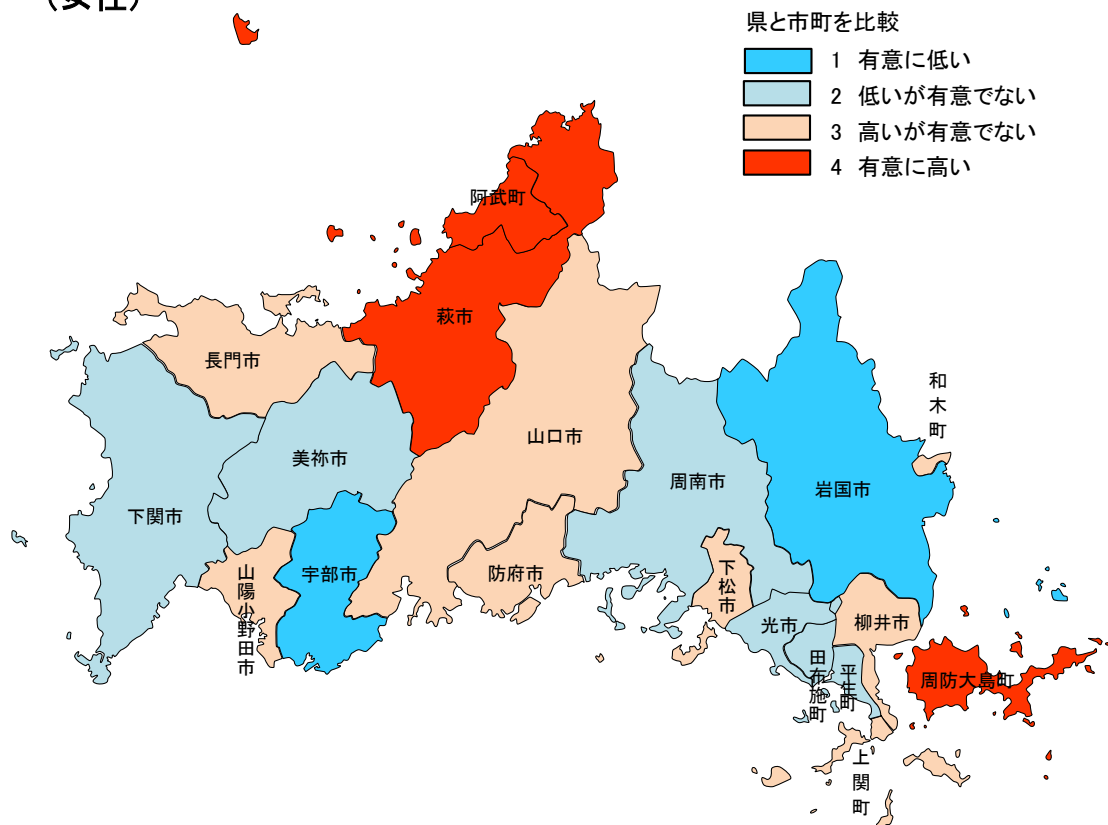 （女性）
県と市町を比較
1 有意に低い
2 低いが有意でない
3 高いが有意でない
4 有意に高い
阿武町
萩市
長門市
和木町
山口市
美祢市
周南市
岩国市
下関市
宇部市
防府市
下松市
山陽小野田市
光市
柳井市
田布施町
平生町
周防大島町
上関町